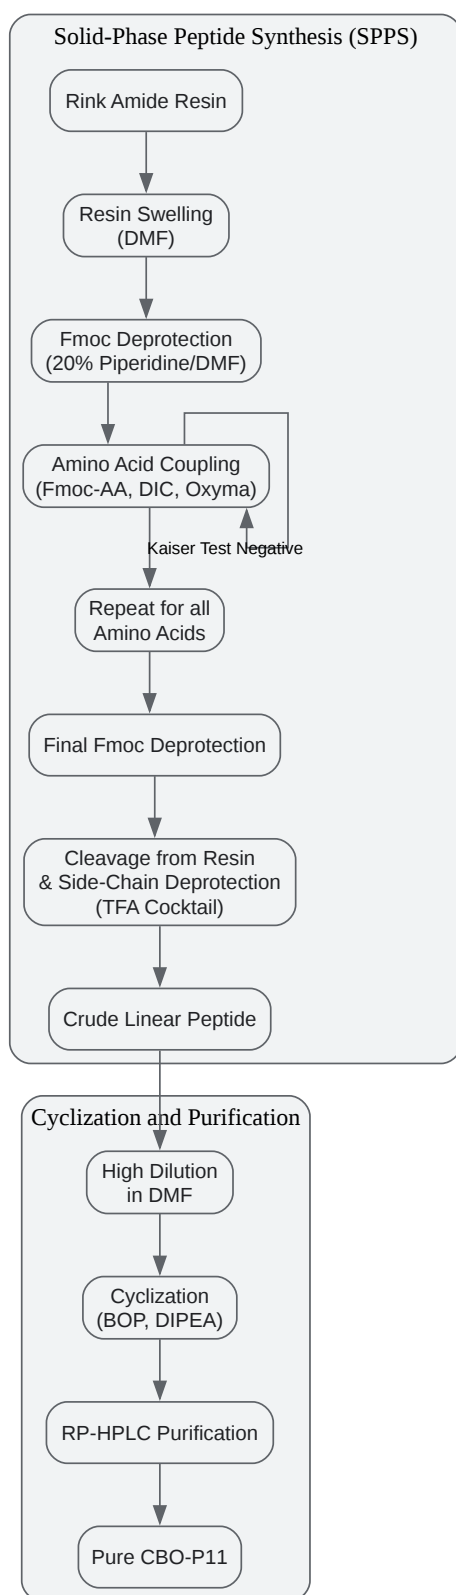 Solid-Phase Peptide Synthesis (SPPS)
Rink Amide Resin
Resin Swelling
(DMF)
Fmoc Deprotection
(20% Piperidine/DMF)
Amino Acid Coupling
(Fmoc-AA, DIC, Oxyma)
Kaiser Test Negative
Repeat for all
Amino Acids
Final Fmoc Deprotection
Cleavage from Resin
& Side-Chain Deprotection
(TFA Cocktail)
Crude Linear Peptide
Cyclization and Purification
High Dilution
in DMF
Cyclization
(BOP, DIPEA)
RP-HPLC Purification
Pure CBO-P11